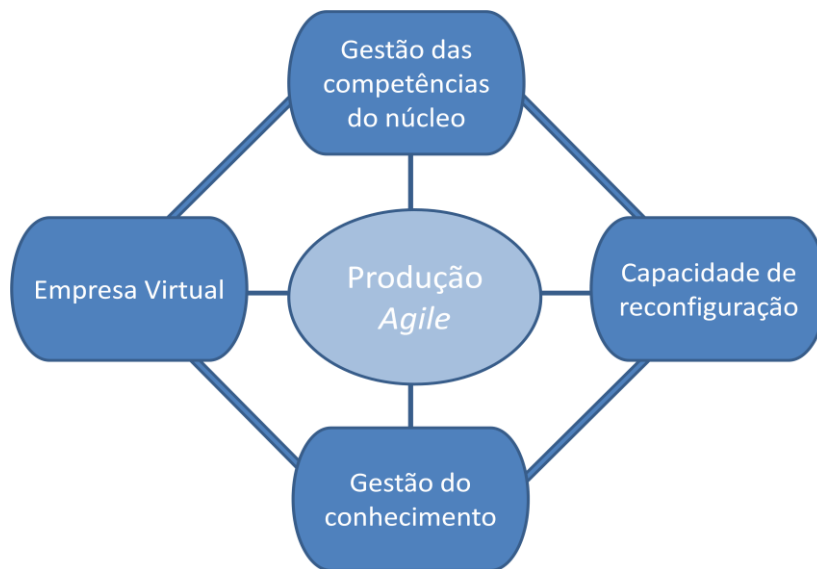 Gestão das
competências
do núcleo
Empresa Virtual
Produção
Agile
Capacidade de
reconfiguração
Gestão do
conhecimento